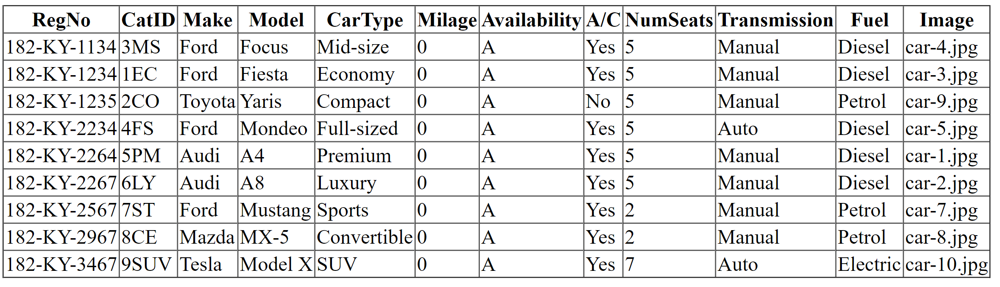 RegNo CatID Make Model CarType Milage Availability A/C NumSeats Transmission Fuel Image
182-KY-1134 3MS Ford Focus Mid-size 0 A Yes 5 Manual Diesel car-4.jpg
182-KY-1234 1EC Ford Fiesta Economy 0 A Yes 5 Manual Diesel car-3.jpg
182-KY-1235 2CO Toyota Yaris Compact 0 A No 5 Manual Petrol car-9.jpg
182-KY-2234 4FS Ford Mondeo Full-sized 0 A Yes 5 Auto Diesel car-5.jpg
182-KY-2264 5PM Audi A4 Premium 0 A Yes 5 Manual Diesel car-1.jpg
182-KY-2267 6LY Audi A8 Luxury 0 A Yes 5 Manual Diesel car-2.jpg
182-KY-2567 7ST Ford Mustang Sports 0 A Yes 2 Manual Petrol car-7.jpg
182-KY-2967 8CE Mazda MX-5 Convertible 0 A Yes 2 Manual Petrol car-8.jpg
182-KY-3467 9SUV Tesla Model X SUV 0 A Yes 7 Auto Electric car-10.jpg